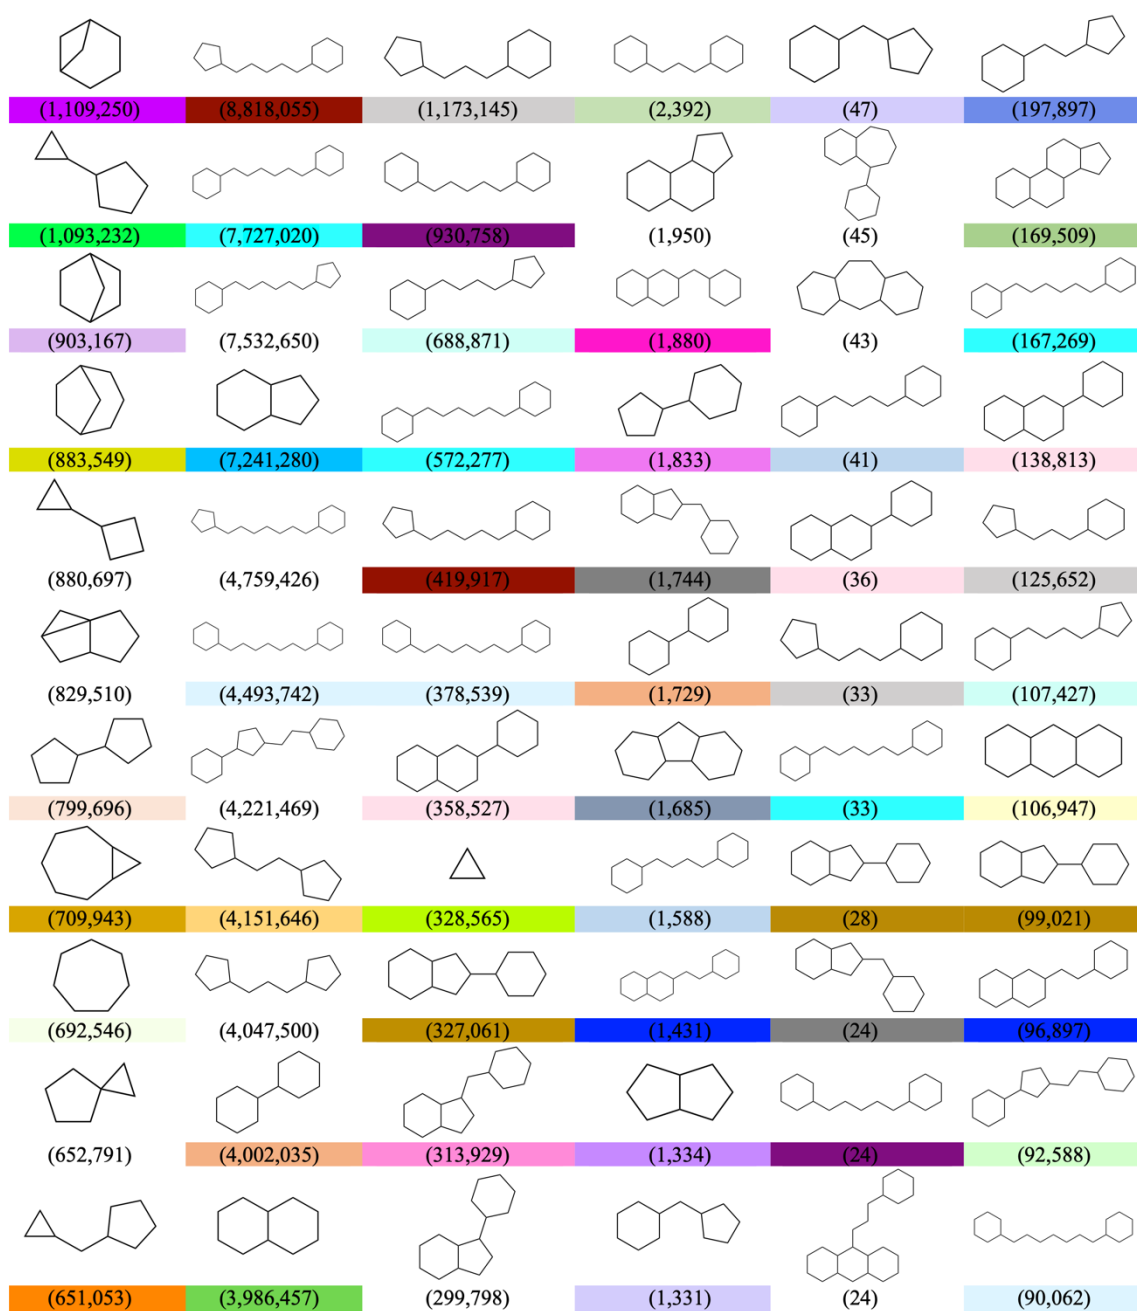 (1,109,250) (8,818,055) (1,173,145) (2,392) (47) (197,897)
(1,093,232) (7,727,020) (930,758) (1,950) (45) (169,509)
(903,167) (7,532,650) (688,871) (1,880) (43) (167,269)
(883,549) (7,241,280) (572,277) (1,833) (41) (138,813)
(880,697) (4,759,426) (419,917) (1,744) (36) (125,652)
(829,510) (4,493,742) (378,539) (1,729) (33) (107,427)
(799,696) (4,221,469) (358,527) (1,685) (33) (106,947)
(709,943) (4,151,646) (328,565) (1,588) (28) (99,021)
(692,546) (4,047,500) (327,061) (1,431) (24) (96,897)
(652,791) (4,002,035) (313,929) (1,334) (24) (92,588)
(651,053) (3,986,457) (299,798) (1,331) (24) (90,062)